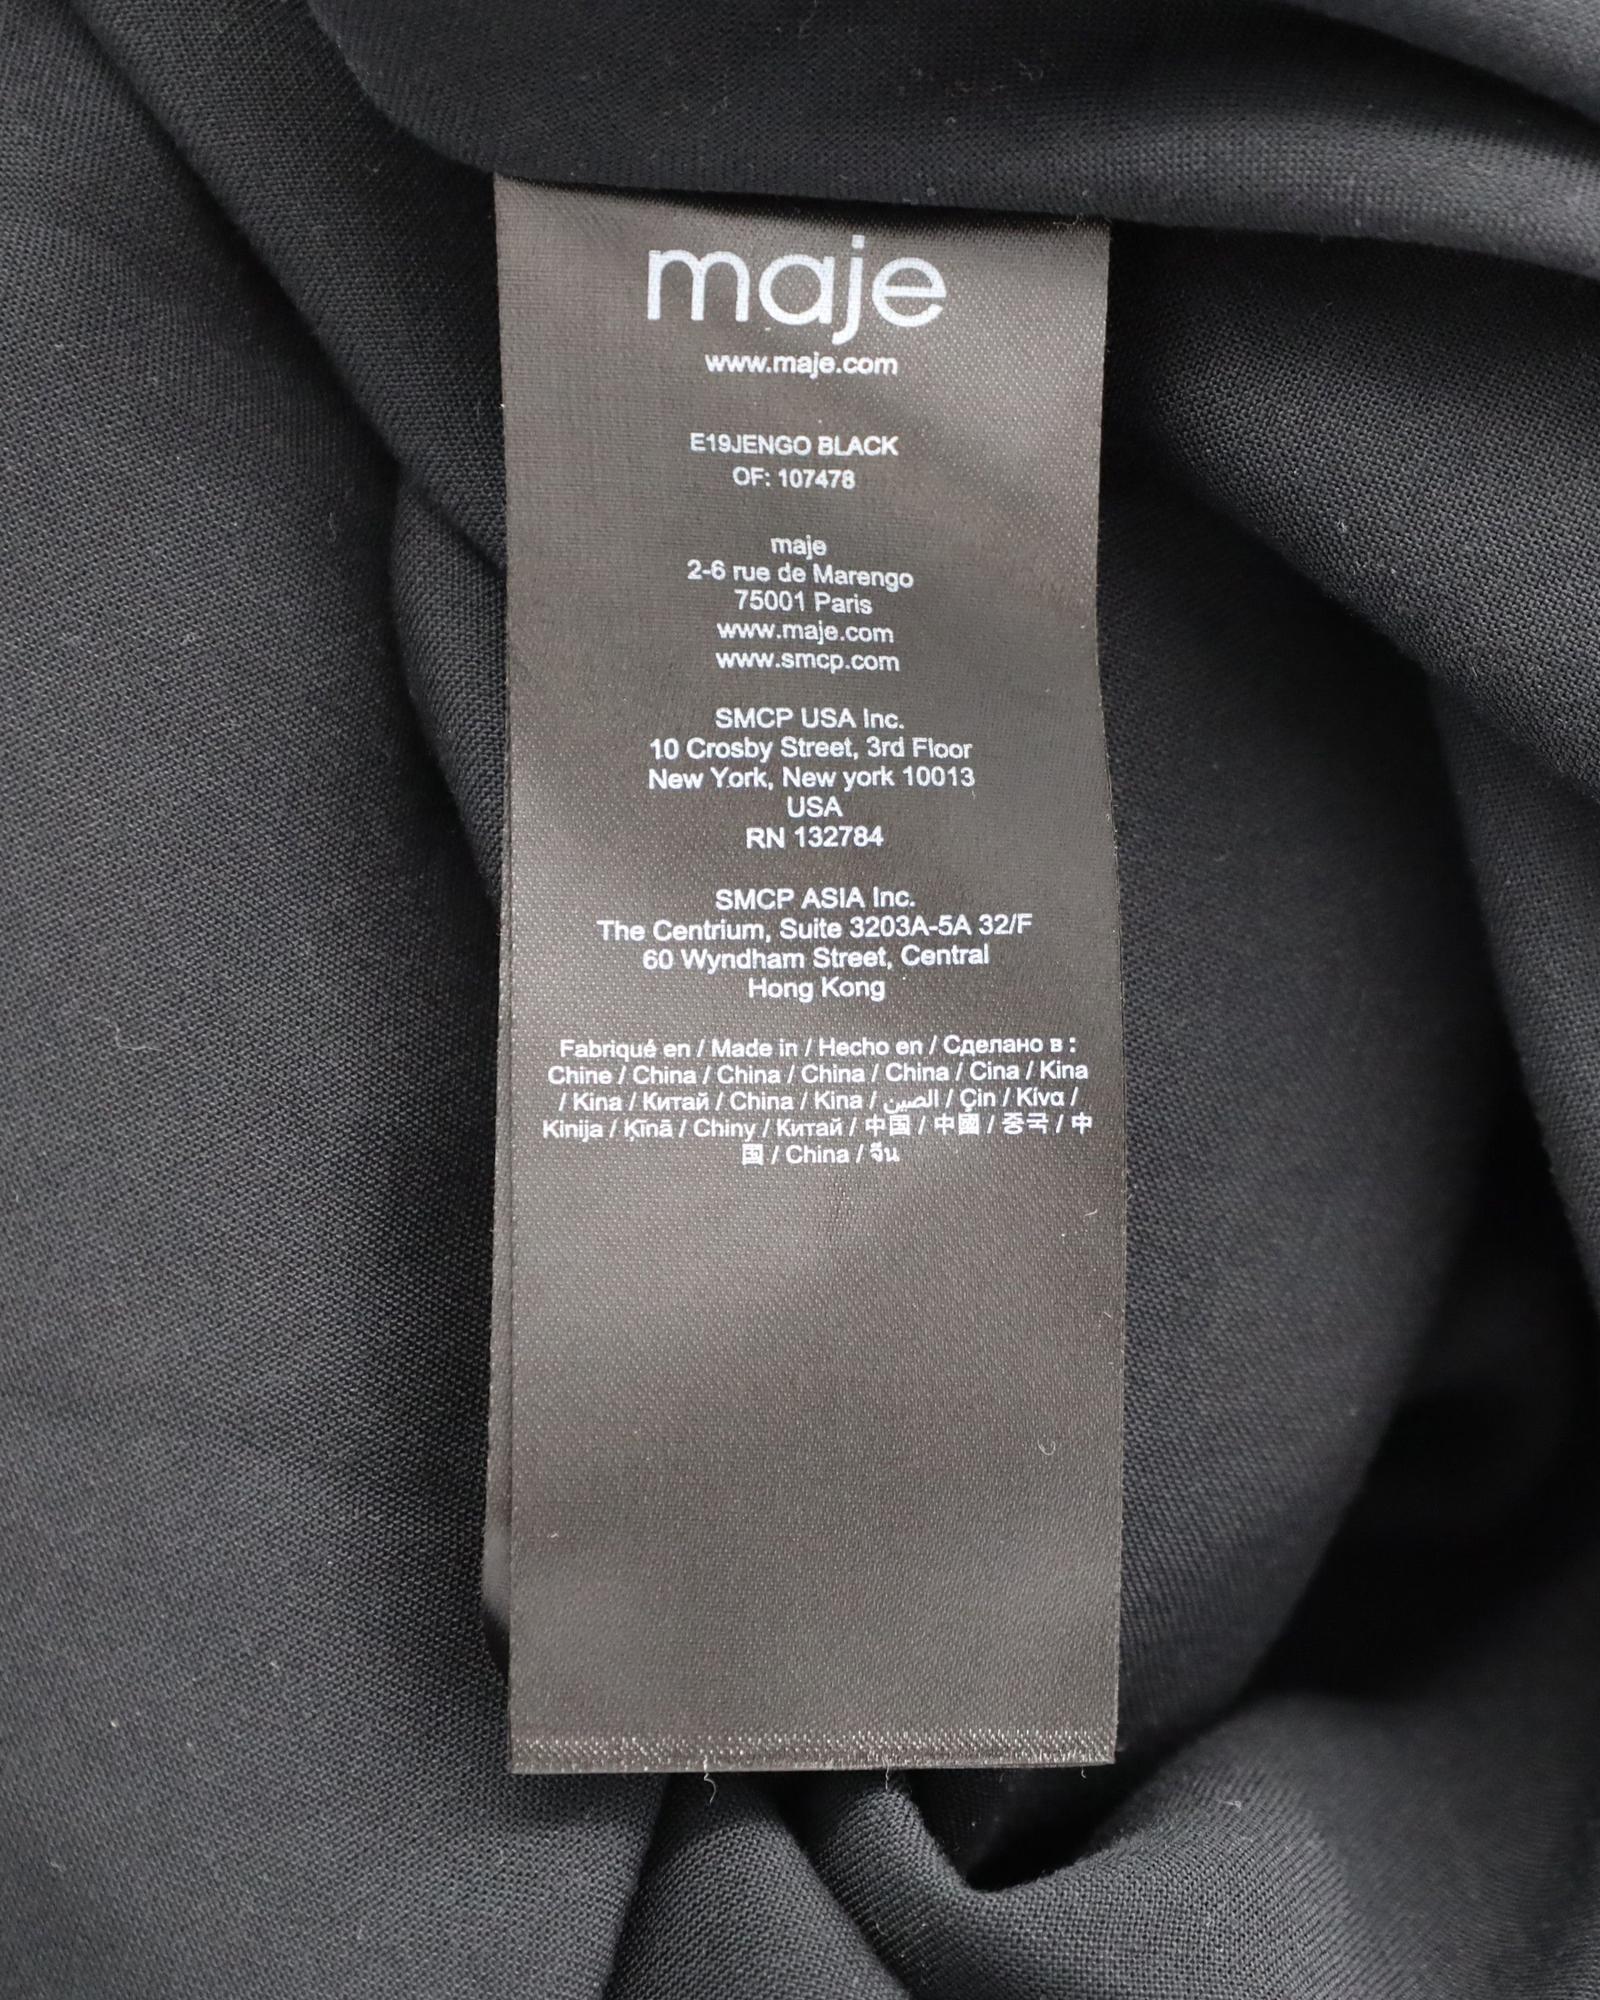 maje
www.maje.com
E19JENGO BLACK
OF: 107478
maje
2-6 rue de Marengo
75001 Paris
www.maje.com
www.smcp.com
SMCP USA Inc.
10 Crosby Street, 3rd Floor
New York, New york 10013
USA
RN 132784
SMCP ASIA Inc.
The Centrium, Suite 3203A-5A 32/F
60 Wyndham Street, Central
Hong Kong
Fabriqué en / Made in / Hecho en / Сделано в :
Chine / China / China / China / China / Cina / Kina
/ Kina / Китай / China / Kina / الصين / Çin / Κίνα /
Kinija / Ķīnā / Chiny / Китай / 中国 / 中國 / 중국 / 中
国 / China / จีน